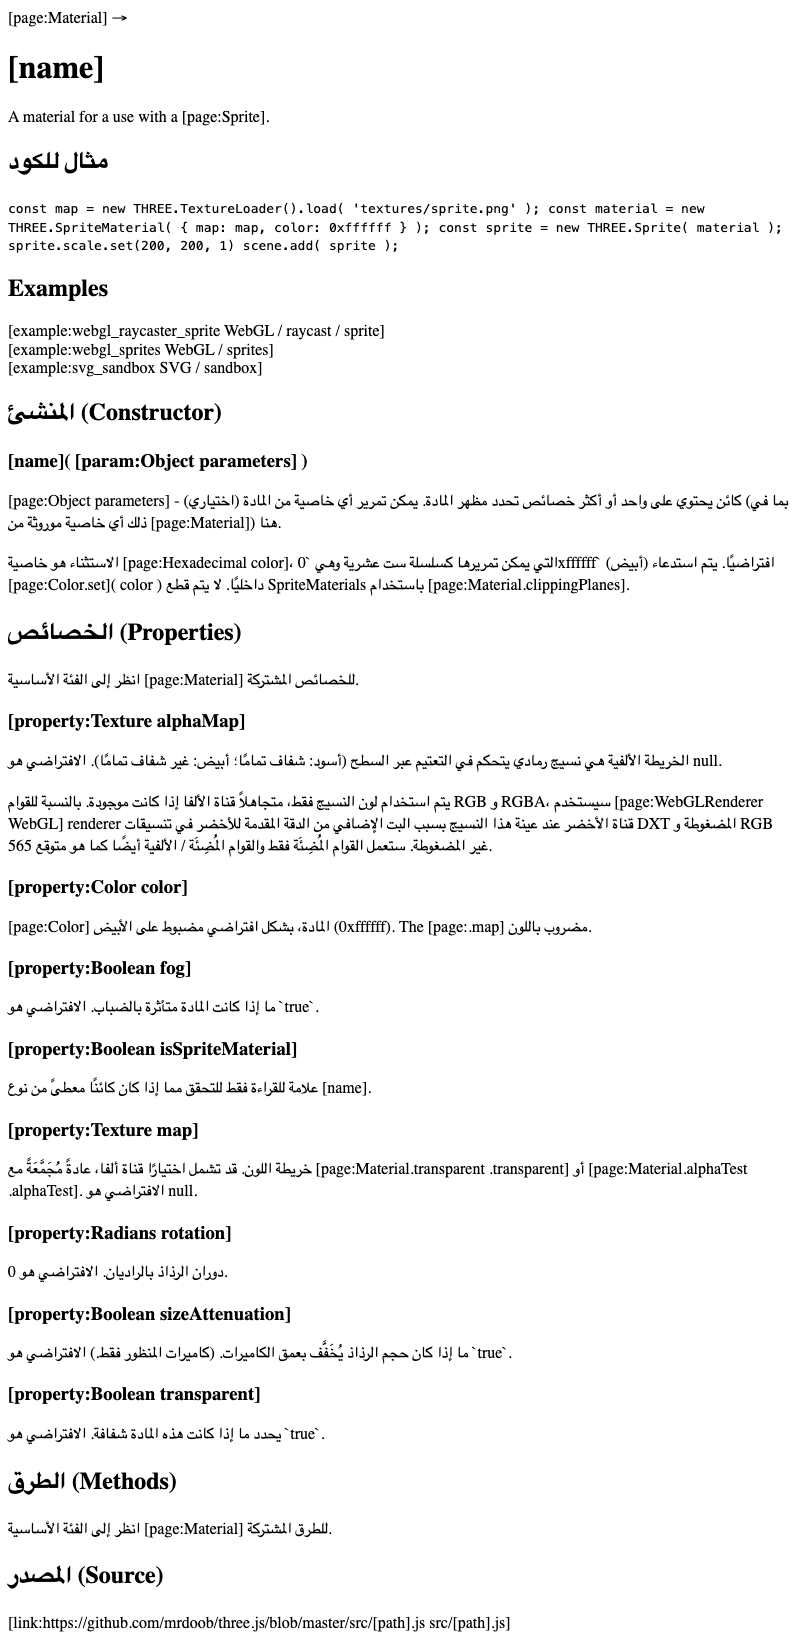 [page:Material] →
[name]
A material for a use with a [page:Sprite].
مثال للكود
const map = new THREE.TextureLoader().load( 'textures/sprite.png' ); const material = new
THREE.SpriteMaterial( { map: map, color: 0xffffff } ); const sprite = new THREE.Sprite( material );
sprite.scale.set(200, 200, 1) scene.add( sprite );
Examples
[example:webgl_raycaster_sprite WebGL / raycast / sprite]
[example:webgl_sprites WebGL / sprites]
[example:svg_sandbox SVG / sandbox]
المنشئ (Constructor)
[name]( [param:Object parameters] )
[page:Object parameters] - (اختياري) كائن يحتوي على واحد أو أكثر خصائص تحدد مظهر المادة. يمكن تمرير أي خاصية من المادة (بما في
ذلك أي خاصية موروثة من [page:Material]) هنا.
الاستثناء هو خاصية [page:Hexadecimal color]، التي يمكن تمريرها كسلسلة ست عشرية وهي `0xffffff` (أبيض) افتراضيًا. يتم استدعاء
[page:Color.set]( color ) داخليًا. لا يتم قطع SpriteMaterials باستخدام [page:Material.clippingPlanes].
الخصائص (Properties)
انظر إلى الفئة الأساسية [page:Material] للخصائص المشتركة.
[property:Texture alphaMap]
الخريطة الألفية هي نسيج رمادي يتحكم في التعتيم عبر السطح (أسود: شفاف تمامًا؛ أبيض: غير شفاف تمامًا). الافتراضي هو null.
يتم استخدام لون النسيج فقط، متجاهلاً قناة الألفا إذا كانت موجودة. بالنسبة للقوام RGB و RGBA، سيستخدم [page:WebGLRenderer
WebGL] renderer قناة الأخضر عند عينة هذا النسيج بسبب البت الإضافي من الدقة المقدمة للأخضر في تنسيقات DXT المضغوطة و RGB
565 غير المضغوطة. ستعمل القوام المُضِئَة فقط والقوام المُضِئَة / الألفية أيضًا كما هو متوقع.
[property:Color color]
[page:Color] المادة، بشكل افتراضي مضبوط على الأبيض (0xffffff). The [page:.map] مضروب باللون.
[property:Boolean fog]
ما إذا كانت المادة متأثرة بالضباب. الافتراضي هو `true`.
[property:Boolean isSpriteMaterial]
علامة للقراءة فقط للتحقق مما إذا كان كائنًا معطىً من نوع [name].
[property:Texture map]
خريطة اللون. قد تشمل اختيارًا قناة ألفا، عادةً مُجَمَّعَةً مع [page:Material.transparent .transparent] أو [page:Material.alphaTest
.alphaTest]. الافتراضي هو null.
[property:Radians rotation]
دوران الرذاذ بالراديان. الافتراضي هو 0.
[property:Boolean sizeAttenuation]
ما إذا كان حجم الرذاذ يُخَفَّف بعمق الكاميرات. (كاميرات المنظور فقط.) الافتراضي هو `true`.
[property:Boolean transparent]
يحدد ما إذا كانت هذه المادة شفافة. الافتراضي هو `true`.
الطرق (Methods)
انظر إلى الفئة الأساسية [page:Material] للطرق المشتركة.
المصدر (Source)
[link:https://github.com/mrdoob/three.js/blob/master/src/[path].js src/[path].js]